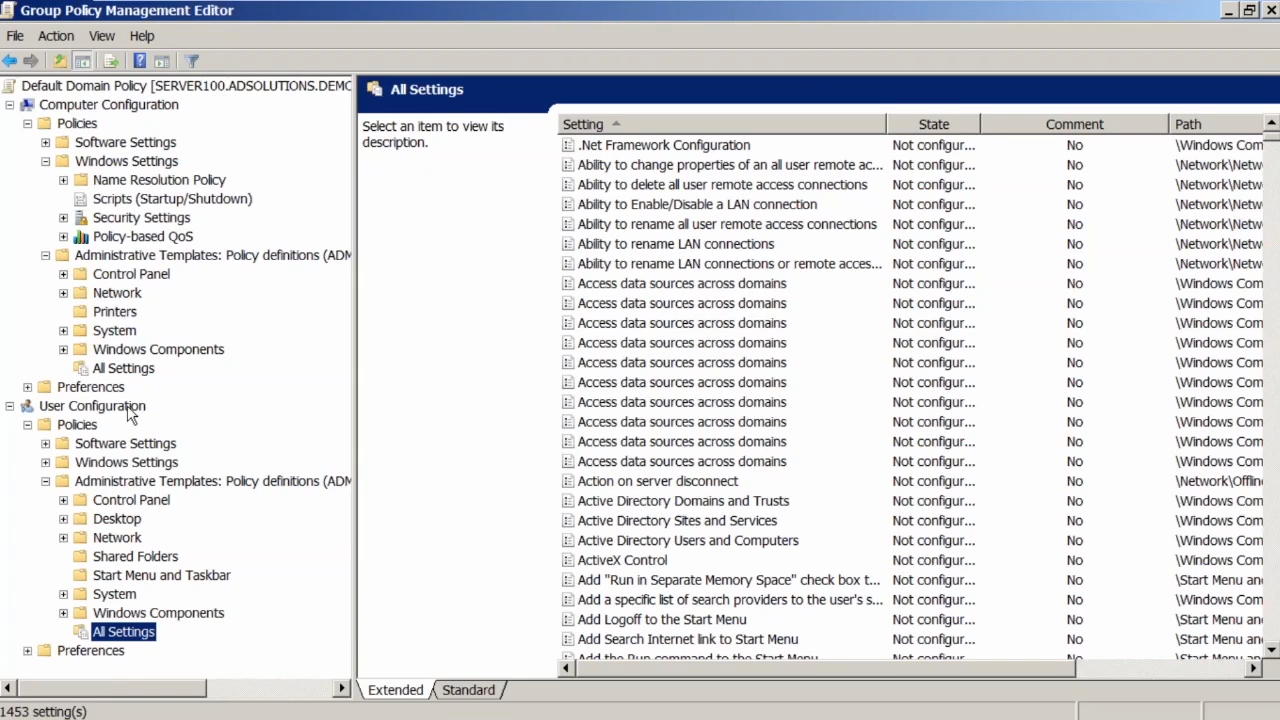 Group Policy Management Editor
File Action View Help
Default Domain Policy [SERVER100.ADSOLUTIONS.DEMO
Computer Configuration
Policies
Software Settings
Windows Settings
Name Resolution Policy
Scripts (Startup/Shutdown)
Security Settings
Policy-based QoS
Administrative Templates: Policy definitions (ADM
Control Panel
Network
Printers
System
Windows Components
All Settings
Preferences
User Configuration
Policies
Software Settings
Windows Settings
Administrative Templates: Policy definitions (ADM
Control Panel
Desktop
Network
Shared Folders
Start Menu and Taskbar
System
Windows Components
All Settings
Preferences
All Settings
Select an item to view its
description.
Setting State Comment Path
.Net Framework Configuration Not configur... No \Windows Com
Ability to change properties of an all user remote ac... Not configur... No \Network\Netw
Ability to delete all user remote access connections Not configur... No \Network\Netw
Ability to Enable/Disable a LAN connection Not configur... No \Network\Netw
Ability to rename all user remote access connections Not configur... No \Network\Netw
Ability to rename LAN connections Not configur... No \Network\Netw
Ability to rename LAN connections or remote acces... Not configur... No \Network\Netw
Access data sources across domains Not configur... No \Windows Com
Access data sources across domains Not configur... No \Windows Com
Access data sources across domains Not configur... No \Windows Com
Access data sources across domains Not configur... No \Windows Com
Access data sources across domains Not configur... No \Windows Com
Access data sources across domains Not configur... No \Windows Com
Access data sources across domains Not configur... No \Windows Com
Access data sources across domains Not configur... No \Windows Com
Access data sources across domains Not configur... No \Windows Com
Access data sources across domains Not configur... No \Windows Com
Action on server disconnect Not configur... No \Network\Offlin
Active Directory Domains and Trusts Not configur... No \Windows Com
Active Directory Sites and Services Not configur... No \Windows Com
Active Directory Users and Computers Not configur... No \Windows Com
ActiveX Control Not configur... No \Windows Com
Add "Run in Separate Memory Space" check box t... Not configur... No \Start Menu an
Add a specific list of search providers to the user's s... Not configur... No \Windows Com
Add Logoff to the Start Menu Not configur... No \Start Menu an
Add Search Internet link to Start Menu Not configur... No \Start Menu an
Add the Run command to the Start Menu Not configur... No \Start Menu an
Extended Standard
1453 setting(s)